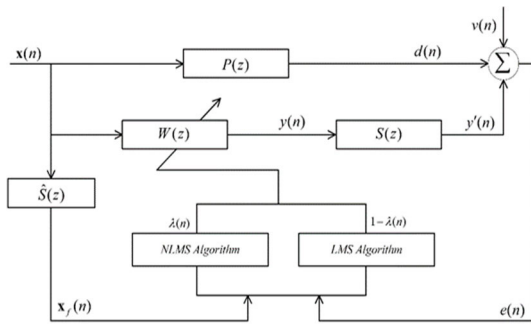 v(n)
x(n)
P(z)
d(n)
∑
W(z)
y(n)
S(z)
y′(n)
Ŝ(z)
λ(n)
1−λ(n)
NLMS Algorithm
LMS Algorithm
x_f(n)
e(n)